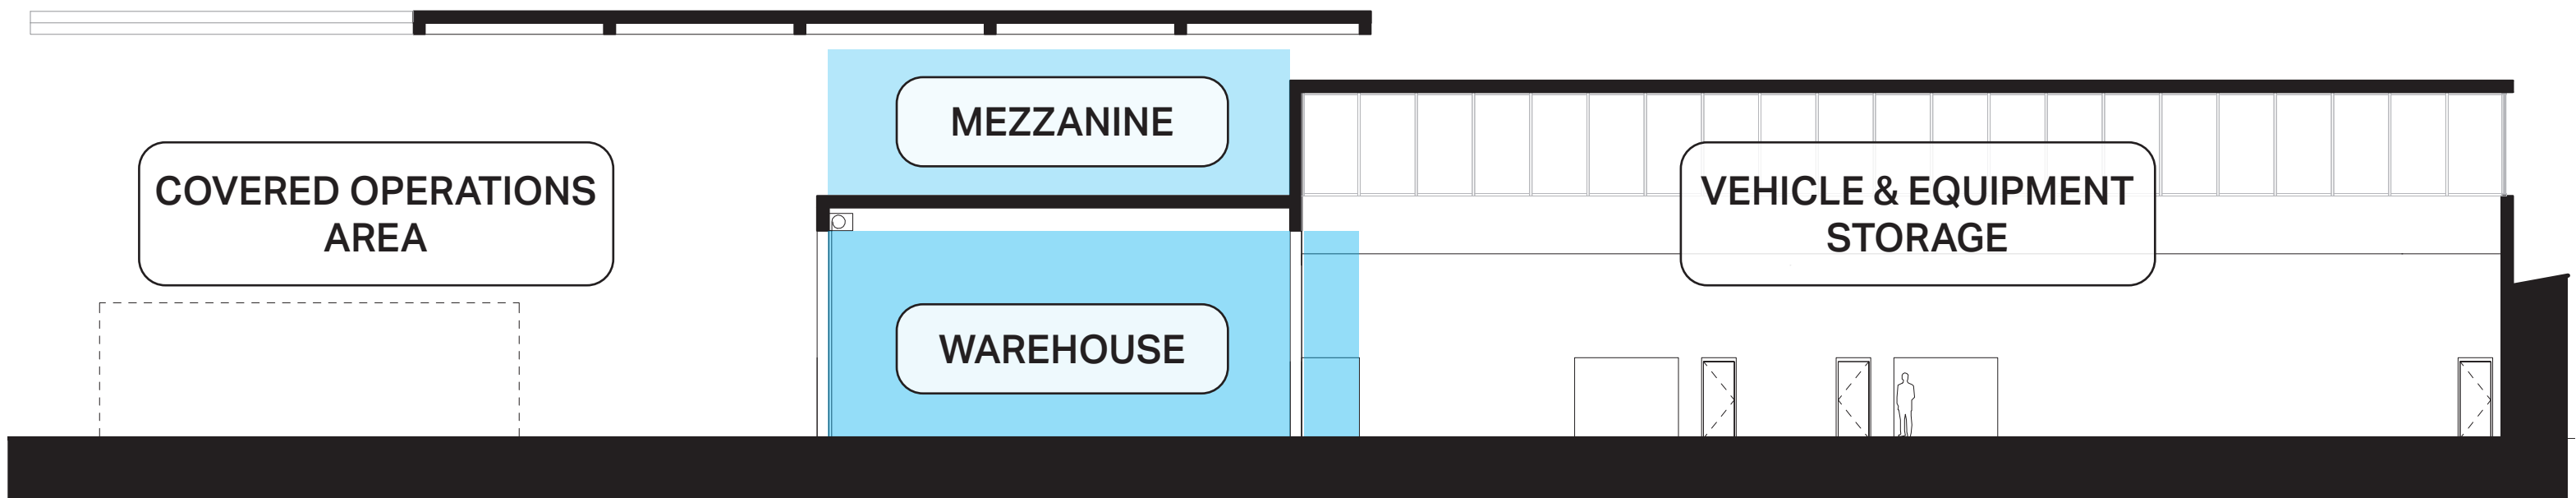 MEZZANINE
COVERED OPERATIONS
AREA
VEHICLE & EQUIPMENT
STORAGE
WAREHOUSE